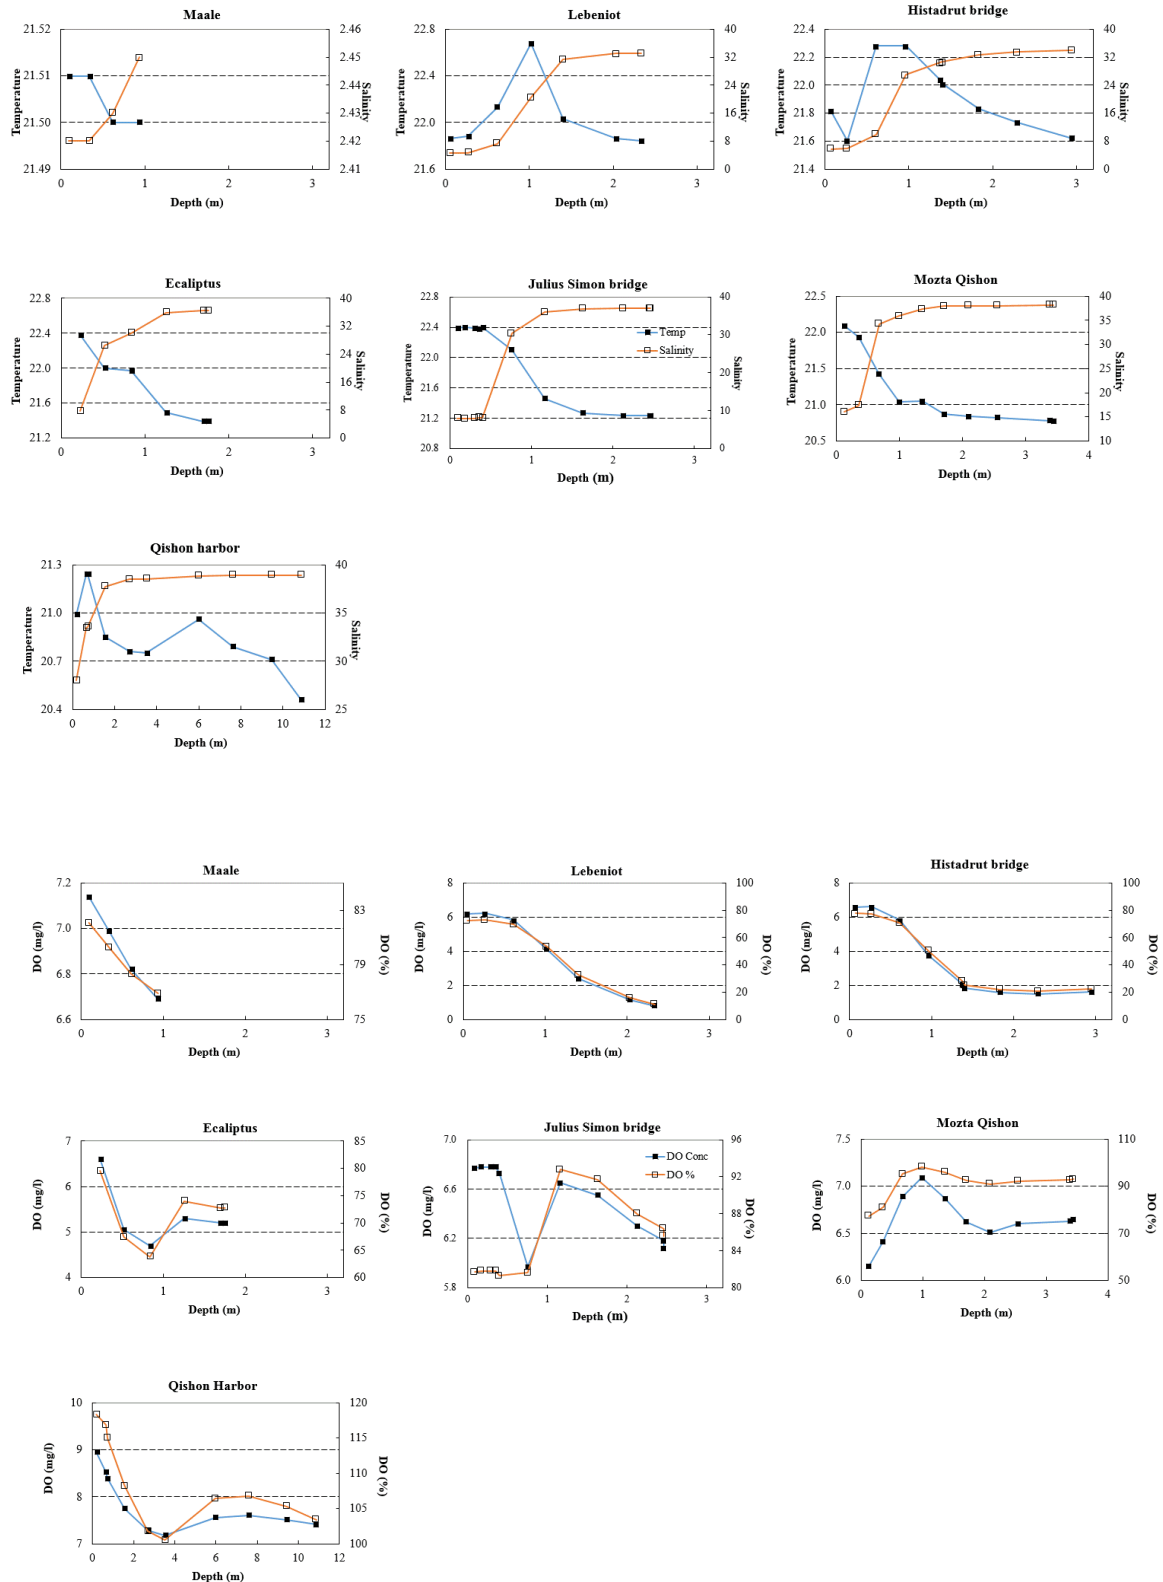 Maale
21.52
21.51
21.50
21.49
Temperature
2.46
2.45
2.43
2.42
2.41
Salinity
0 1 2 3
Depth (m)
Lebeniot
22.8
22.4
22.0
21.6
Temperature
40
32
24
16
8
0
Salinity
0 1 2 3
Depth (m)
Histadrut bridge
22.4
22.2
22.0
21.8
21.6
21.4
Temperature
40
32
24
16
8
0
Salinity
0 1 2 3
Depth (m)
Ecaliptus
22.8
22.4
22.0
21.6
21.2
Temperature
40
32
24
16
8
0
Salinity
0 1 2 3
Depth (m)
Julius Simon bridge
22.8
22.4
22.0
21.6
21.2
20.8
Temperature
40
30
20
10
0
Salinity
Temp
Salinity
0 1 2 3
Depth (m)
Mozta Qishon
22.5
22.0
21.5
21.0
20.5
Temperature
40
35
30
25
20
15
10
Salinity
0 1 2 3 4
Depth (m)
Qishon harbor
21.3
21.0
20.7
20.4
Temperature
40
35
30
25
Salinity
0 2 4 6 8 10 12
Depth (m)
Maale
7.2
7.0
6.8
6.6
DO (mg/l)
83
79
75
DO (%)
0 1 2 3
Depth (m)
Lebeniot
8
6
4
2
0
DO (mg/l)
100
80
60
40
20
0
DO (%)
0 1 2 3
Depth (m)
Histadrut bridge
8
6
4
2
0
DO (mg/l)
100
80
60
40
20
0
DO (%)
0 1 2 3
Depth (m)
Ecaliptus
7
6
5
4
DO (mg/l)
85
80
75
70
65
60
DO (%)
0 1 2 3
Depth (m)
Julius Simon bridge
7.0
6.6
6.2
5.8
DO (mg/l)
96
92
88
84
80
DO (%)
DO Conc
DO %
0 1 2 3
Depth (m)
Mozta Qishon
7.5
7.0
6.5
6.0
DO (mg/l)
110
90
70
50
DO (%)
0 1 2 3 4
Depth (m)
Qishon Harbor
10
9
8
7
DO (mg/l)
120
115
110
105
100
DO (%)
0 2 4 6 8 10 12
Depth (m)